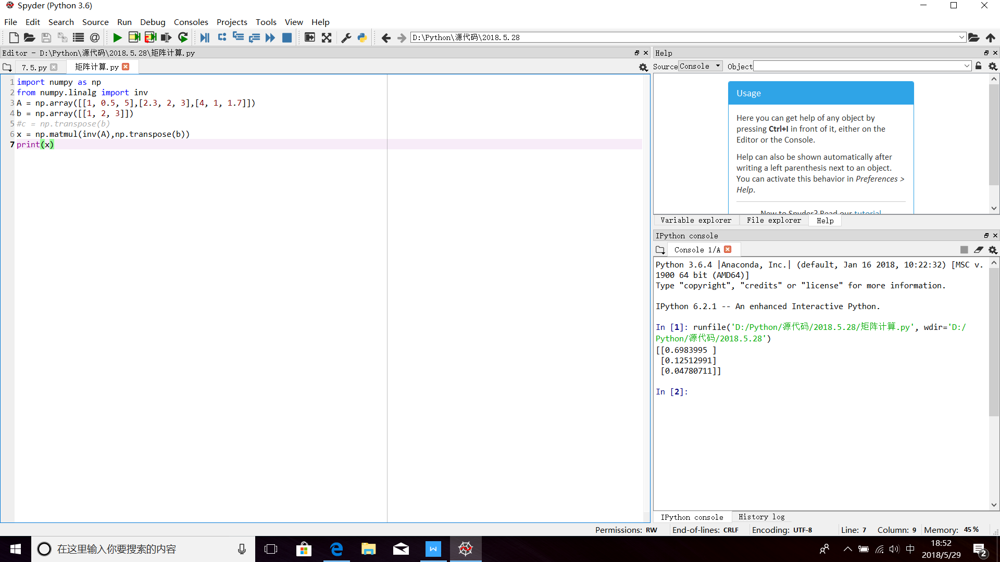 Spyder (Python 3.6)
File Edit Search Source Run Debug Consoles Projects Tools View Help
D:\Python\源代码\2018.5.28
Editor - D:\Python\源代码\2018.5.28\矩阵计算.py
7.5.py 矩阵计算.py
1 import numpy as np
2 from numpy.linalg import inv
3 A = np.array([[1, 0.5, 5],[2.3, 2, 3],[4, 1, 1.7]])
4 b = np.array([[1, 2, 3]])
5 #c = np.transpose(b)
6 x = np.matmul(inv(A),np.transpose(b))
7 print(x)
Help
Source Console Object
Usage
Here you can get help of any object by
pressing Ctrl+I in front of it, either on the
Editor or the Console.
Help can also be shown automatically after
writing a left parenthesis next to an object.
You can activate this behavior in Preferences >
Help.
New to Spyder? Read our tutorial
Variable explorer File explorer Help
IPython console
Console 1/A
Python 3.6.4 |Anaconda, Inc.| (default, Jan 16 2018, 10:22:32) [MSC v.
1900 64 bit (AMD64)]
Type "copyright", "credits" or "license" for more information.
IPython 6.2.1 -- An enhanced Interactive Python.
In [1]: runfile('D:/Python/源代码/2018.5.28/矩阵计算.py', wdir='D:/
Python/源代码/2018.5.28')
[[0.6983995 ]
[0.12512991]
[0.04780711]]
In [2]:
IPython console History log
Permissions: RW End-of-lines: CRLF Encoding: UTF-8 Line: 7 Column: 9 Memory: 45 %
在这里输入你要搜索的内容
中
18:52
2018/5/29
2